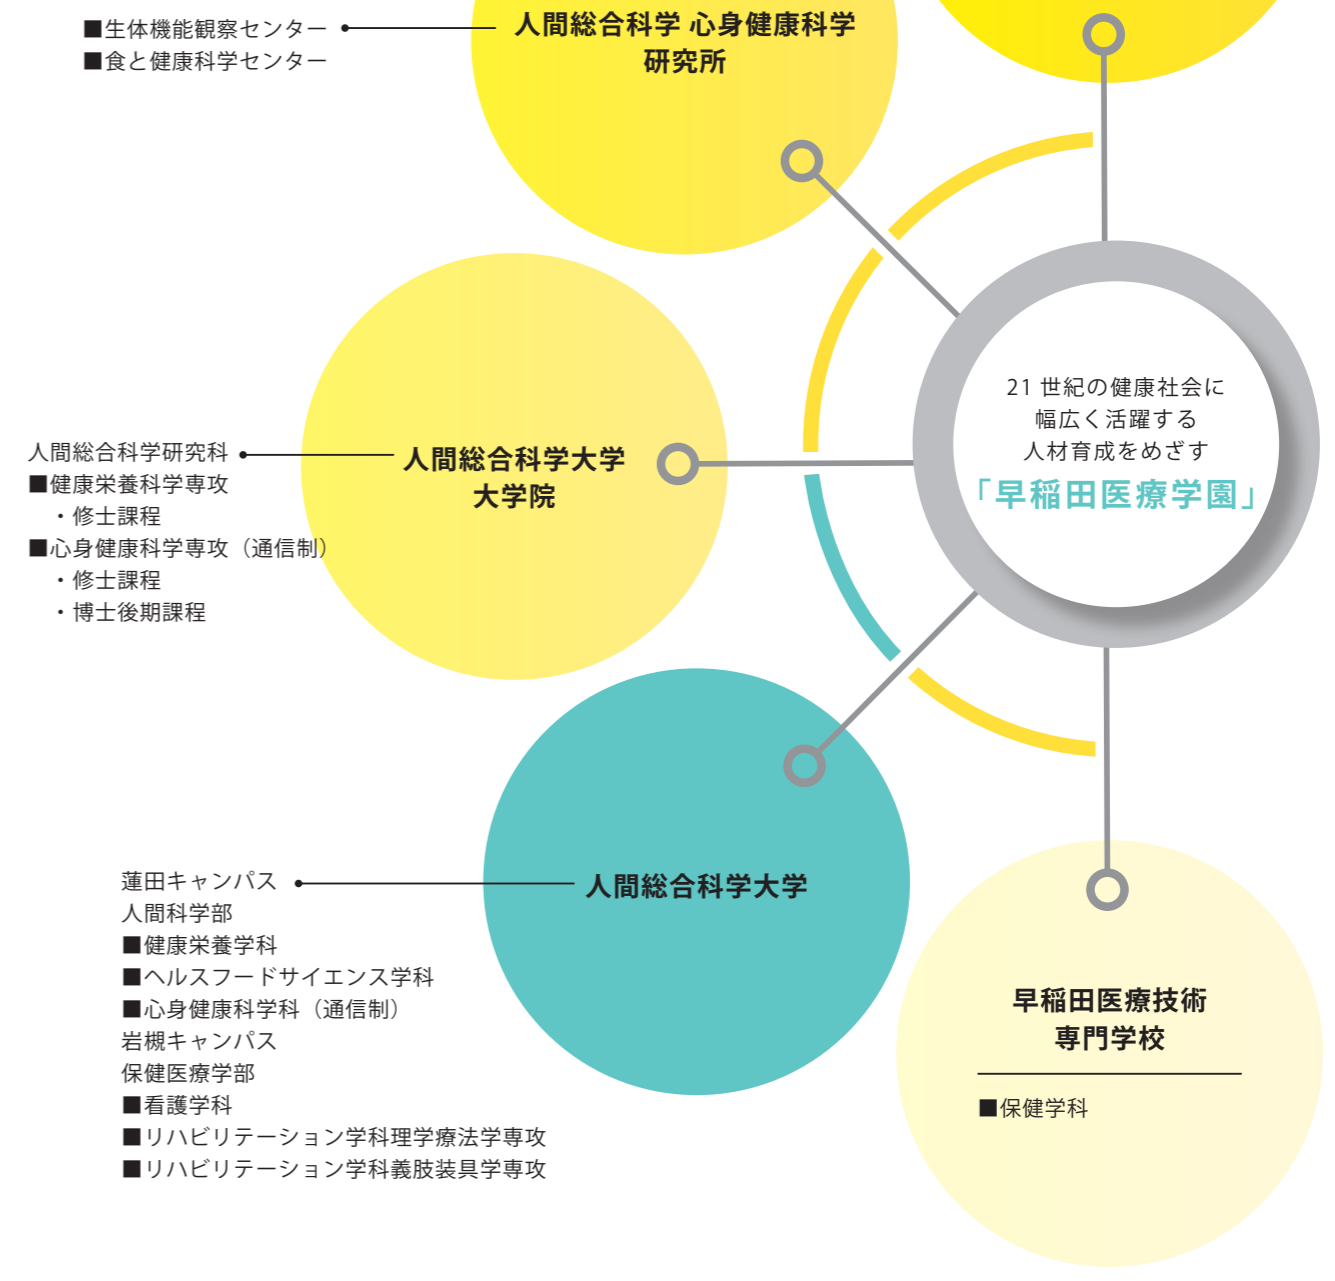 ■生体機能観察センター
■食と健康科学センター
人間総合科学 心身健康科学
研究所
21 世紀の健康社会に
幅広く活躍する
人材育成をめざす
「早稲田医療学園」
人間総合科学研究科
■健康栄養科学専攻
・修士課程
■心身健康科学専攻（通信制）
・修士課程
・博士後期課程
人間総合科学大学
大学院
蓮田キャンパス
人間科学部
■健康栄養学科
■ヘルスフードサイエンス学科
■心身健康科学科（通信制）
岩槻キャンパス
保健医療学部
■看護学科
■リハビリテーション学科理学療法学専攻
■リハビリテーション学科義肢装具学専攻
人間総合科学大学
早稲田医療技術
専門学校
■保健学科